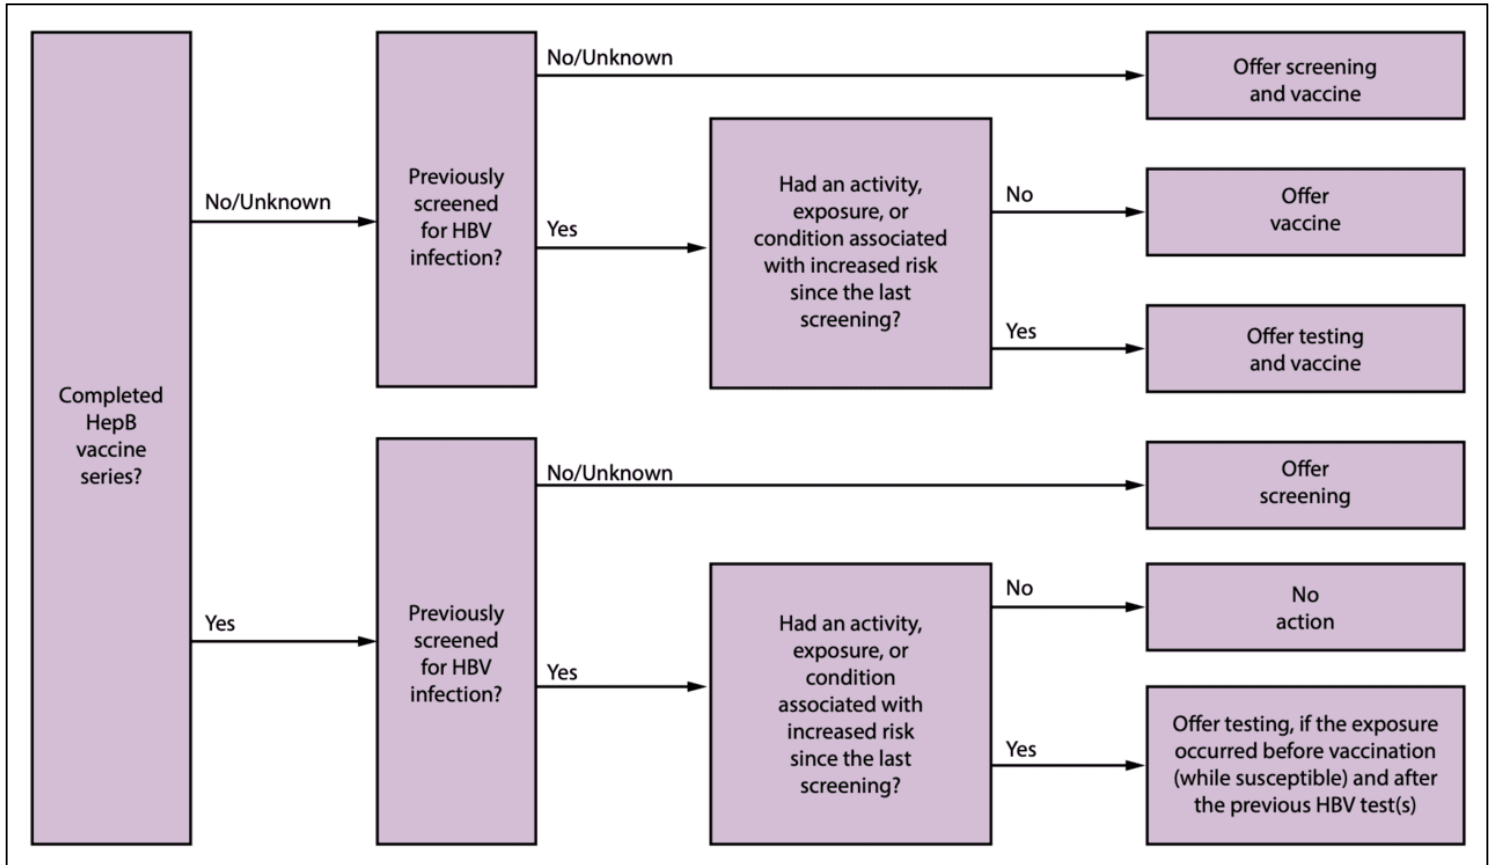 Completed
HepB
vaccine
series?
No/Unknown
Previously
screened
for HBV
infection?
No/Unknown
Offer screening
and vaccine
Yes
Had an activity,
exposure, or
condition associated
with increased risk
since the last
screening?
No
Offer
vaccine
Yes
Offer testing
and vaccine
Yes
Previously
screened
for HBV
infection?
No/Unknown
Offer
screening
Yes
Had an activity,
exposure, or
condition
associated with
increased risk
since the last
screening?
No
No
action
Yes
Offer testing, if the exposure
occurred before vaccination
(while susceptible) and after
the previous HBV test(s)